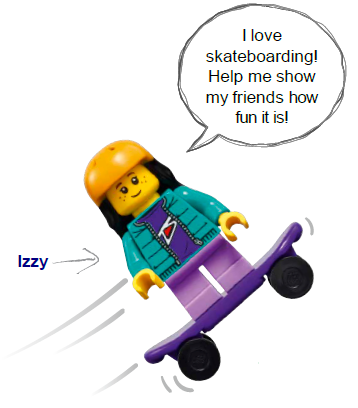 I love
skateboarding!
Help me show
my friends how
fun it is!
Izzy